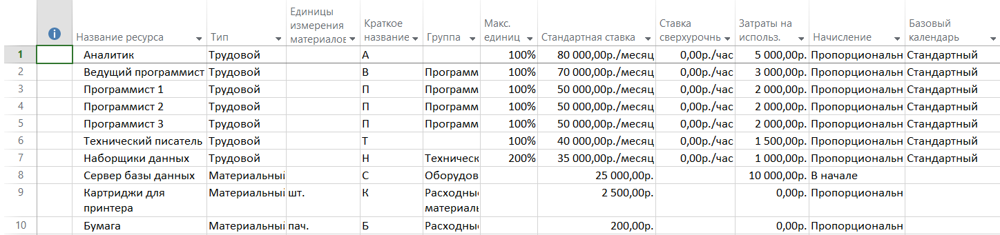 Название ресурса Тип Единицы измерения материалов Краткое название Группа Макс. единиц Стандартная ставка Ставка сверхурочнь Затраты на использ. Начисление Базовый календарь
1 Аналитик Трудовой А 100% 80 000,00р./месяц 0,00р./час 5 000,00р. Пропорциональн Стандартный
2 Ведущий программист Трудовой В Программ 100% 70 000,00р./месяц 0,00р./час 3 000,00р. Пропорциональн Стандартный
3 Программист 1 Трудовой П Программ 100% 50 000,00р./месяц 0,00р./час 2 000,00р. Пропорциональн Стандартный
4 Программист 2 Трудовой П Программ 100% 50 000,00р./месяц 0,00р./час 2 000,00р. Пропорциональн Стандартный
5 Программист 3 Трудовой П Программ 100% 50 000,00р./месяц 0,00р./час 2 000,00р. Пропорциональн Стандартный
6 Технический писатель Трудовой Т 100% 40 000,00р./месяц 0,00р./час 1 500,00р. Пропорциональн Стандартный
7 Наборщики данных Трудовой Н Техническ 200% 35 000,00р./месяц 0,00р./час 1 000,00р. Пропорциональн Стандартный
8 Сервер базы данных Материальный С Оборудов 25 000,00р. 10 000,00р. В начале
9 Картриджи для Материальный шт. К Расходные 2 500,00р. 0,00р. Пропорциональн
принтера материаль
10 Бумага Материальный пач. Б Расходные 200,00р. 0,00р. Пропорциональн